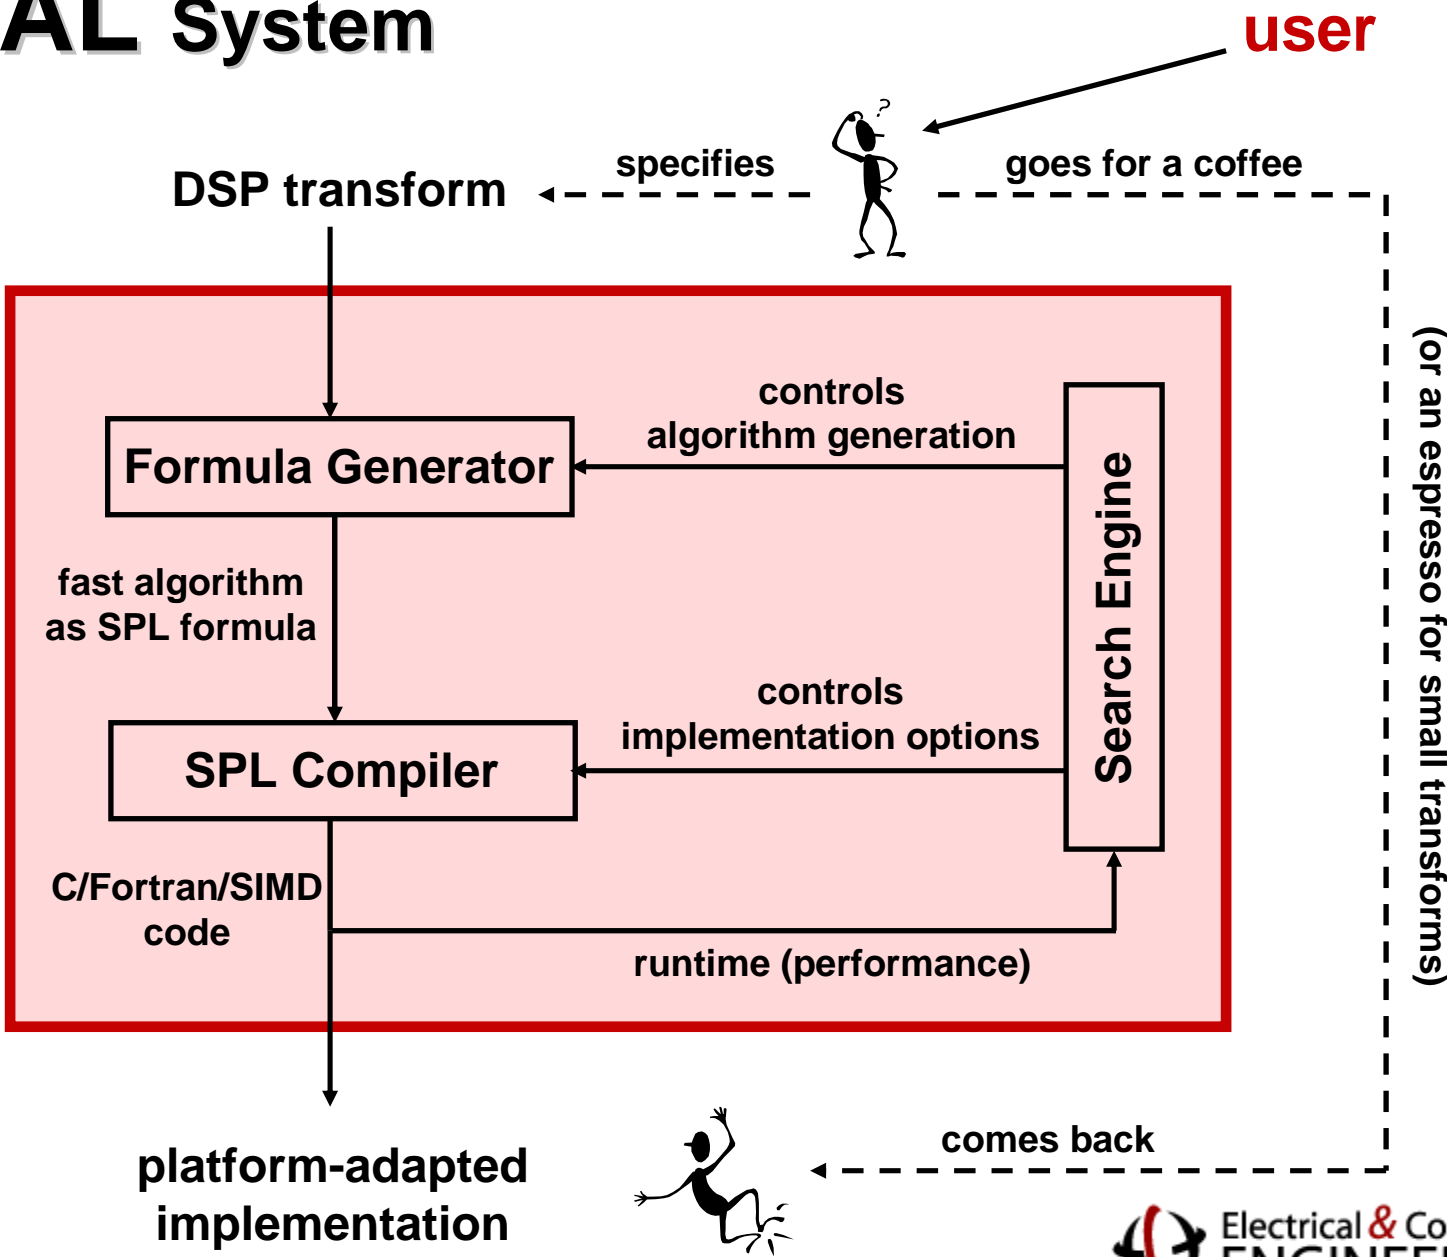 AL System
user
?
specifies
goes for a coffee
DSP transform
(or an espresso for small transforms)
controls
algorithm generation
Formula Generator
Search Engine
fast algorithm
as SPL formula
controls
implementation options
SPL Compiler
C/Fortran/SIMD
code
runtime (performance)
comes back
platform-adapted
implementation
Electrical & Co
ENGINEER